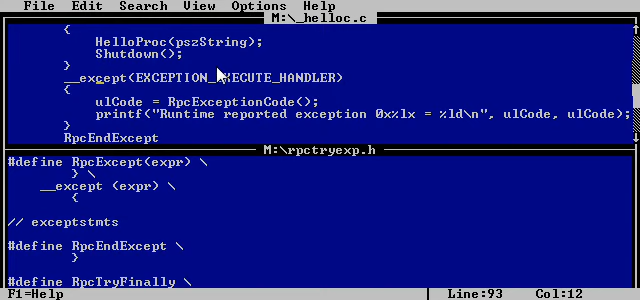 File Edit Search View Options Help
M:\_helloc.c
{
HelloProc(pszString);
Shutdown();
}
__except(EXCEPTION_EXECUTE_HANDLER)
{
ulCode = RpcExceptionCode();
printf("Runtime reported exception 0x%lx = %ld\n", ulCode, ulCode);
}
RpcEndExcept
M:\rpctryexp.h
#define RpcExcept(expr) \
} \
__except (expr) \
{
// exceptstmts
#define RpcEndExcept \
}
#define RpcTryFinally \
F1=Help Line:93 Col:12